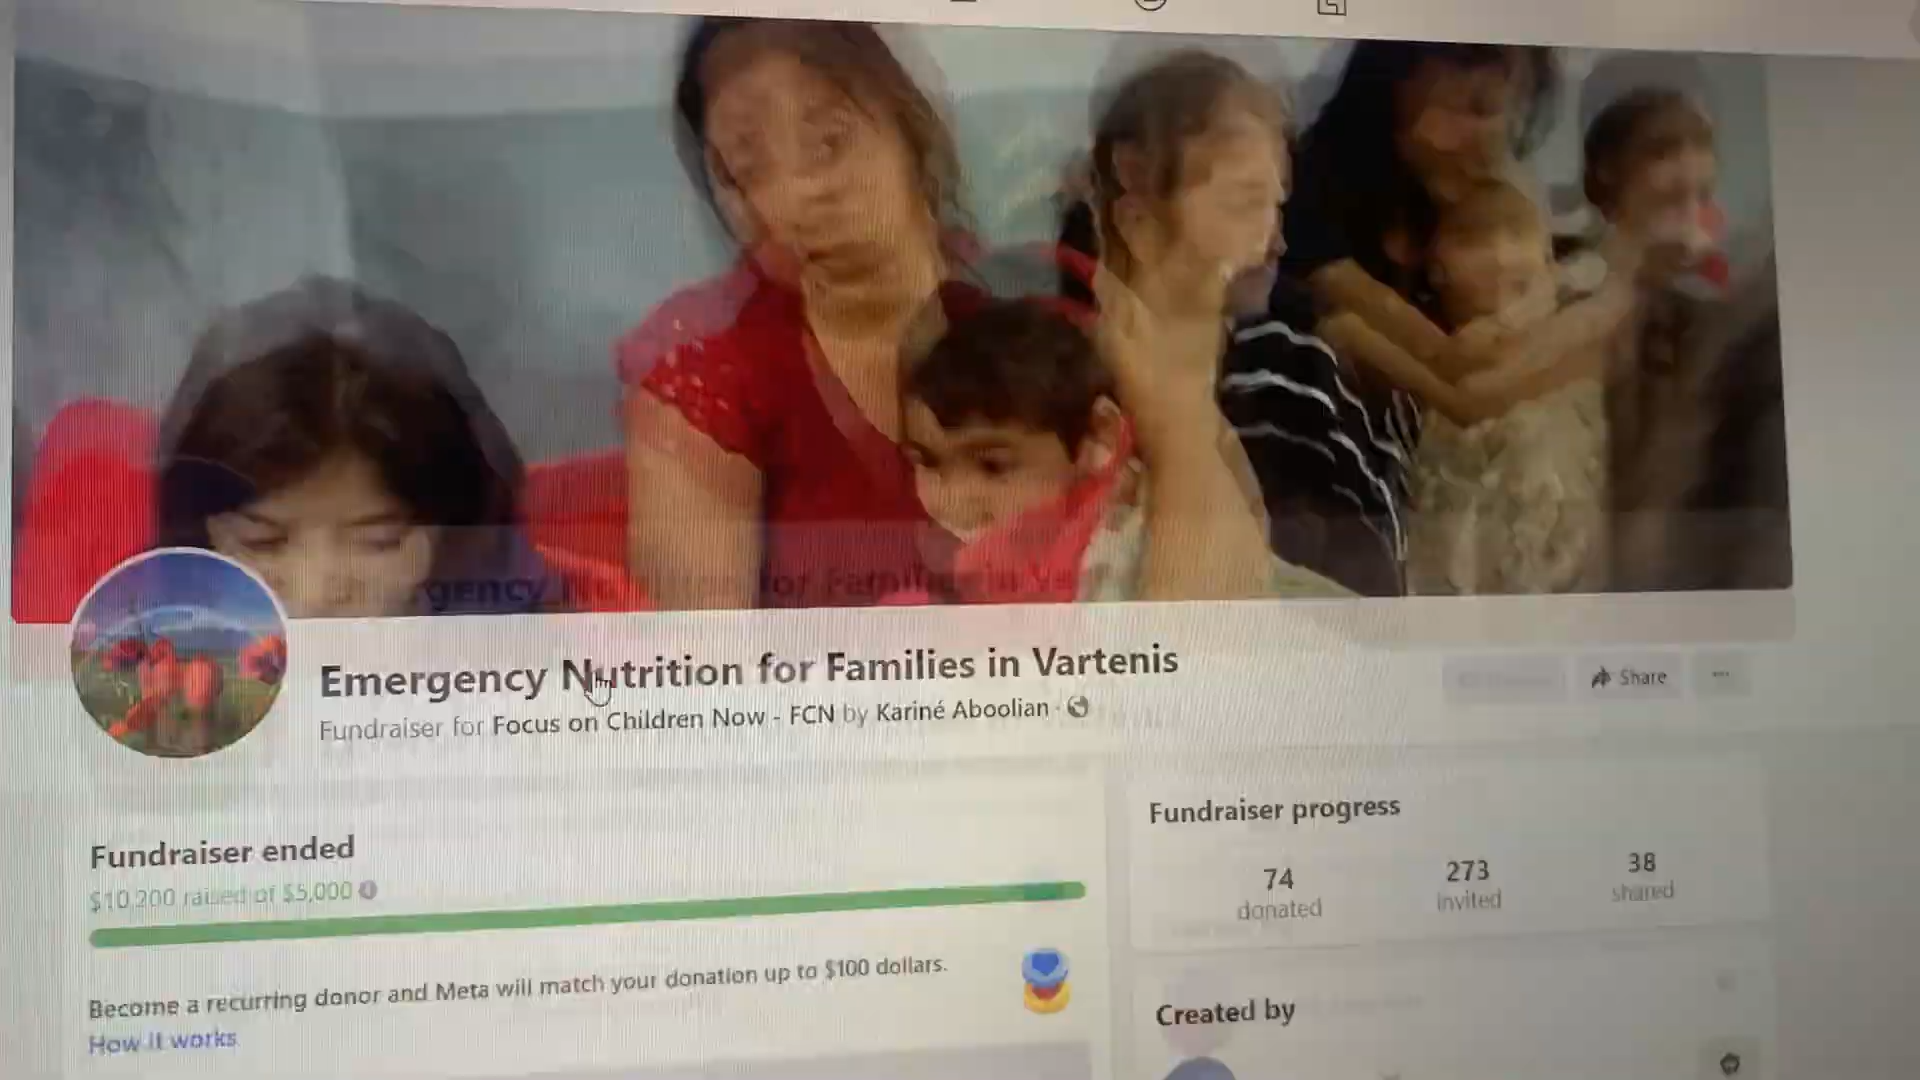 Emergency Nutrition for Families in Vartenis
Fundraiser for Focus on Children Now - FCN by Kariné Aboolian ·
Share
Fundraiser ended
$10,200 raised of $5,000
Become a recurring donor and Meta will match your donation up to $100 dollars.
How it works
Fundraiser progress
74
donated
273
invited
38
shared
Created by